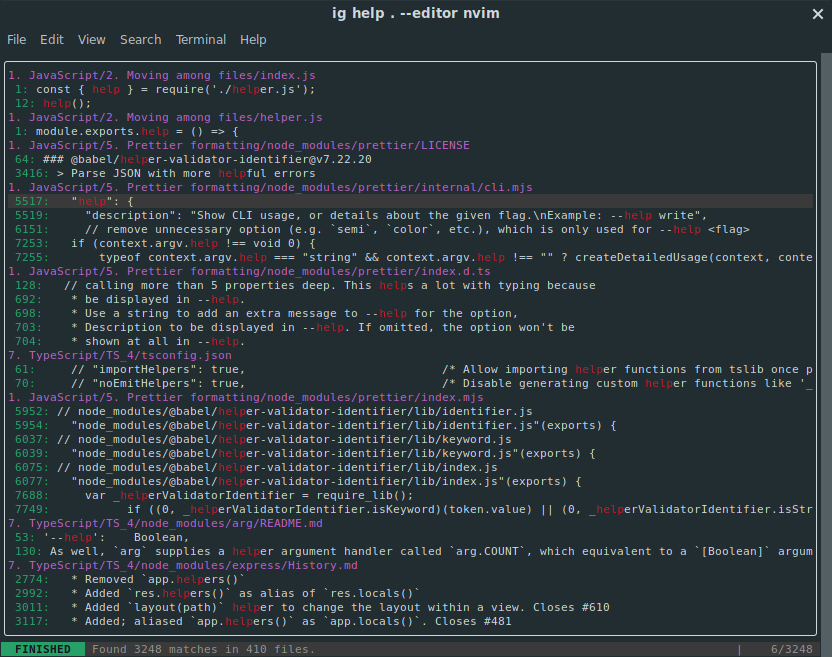 ig help . --editor nvim
File Edit View Search Terminal Help
1. JavaScript/2. Moving among files/index.js
1: const { help } = require('./helper.js');
12: help();
1. JavaScript/2. Moving among files/helper.js
1: module.exports.help = () => {
1. JavaScript/5. Prettier formatting/node_modules/prettier/LICENSE
64: ### @babel/helper-validator-identifier@v7.22.20
3416: > Parse JSON with more helpful errors
1. JavaScript/5. Prettier formatting/node_modules/prettier/internal/cli.mjs
5517: "help": {
5519: "description": "Show CLI usage, or details about the given flag.\nExample: --help write",
6151: // remove unnecessary option (e.g. `semi`, `color`, etc.), which is only used for --help <flag>
7253: if (context.argv.help !== void 0) {
7255: typeof context.argv.help === "string" && context.argv.help !== "" ? createDetailedUsage(context, conte
1. JavaScript/5. Prettier formatting/node_modules/prettier/index.d.ts
128: // calling more than 5 properties deep. This helps a lot with typing because
692: * be displayed in --help.
698: * Use a string to add an extra message to --help for the option,
703: * Description to be displayed in --help. If omitted, the option won't be
704: * shown at all in --help.
7. TypeScript/TS_4/tsconfig.json
61: // "importHelpers": true, /* Allow importing helper functions from tslib once p
70: // "noEmitHelpers": true, /* Disable generating custom helper functions like '_
1. JavaScript/5. Prettier formatting/node_modules/prettier/index.mjs
5952: // node_modules/@babel/helper-validator-identifier/lib/identifier.js
5954: "node_modules/@babel/helper-validator-identifier/lib/identifier.js"(exports) {
6037: // node_modules/@babel/helper-validator-identifier/lib/keyword.js
6039: "node_modules/@babel/helper-validator-identifier/lib/keyword.js"(exports) {
6075: // node_modules/@babel/helper-validator-identifier/lib/index.js
6077: "node_modules/@babel/helper-validator-identifier/lib/index.js"(exports) {
7688: var _helperValidatorIdentifier = require_lib();
7749: if ((0, _helperValidatorIdentifier.isKeyword)(token.value) || (0, _helperValidatorIdentifier.isStr
7. TypeScript/TS_4/node_modules/arg/README.md
53: '--help': Boolean,
130: As well, `arg` supplies a helper argument handler called `arg.COUNT`, which equivalent to a `[Boolean]` argum
7. TypeScript/TS_4/node_modules/express/History.md
2774: * Removed `app.helpers()`
2992: * Added `res.helpers()` as alias of `res.locals()`
3011: * Added `layout(path)` helper to change the layout within a view. Closes #610
3117: * Added; aliased `app.helpers()` as `app.locals()`. Closes #481
FINISHED Found 3248 matches in 410 files. | 6/3248